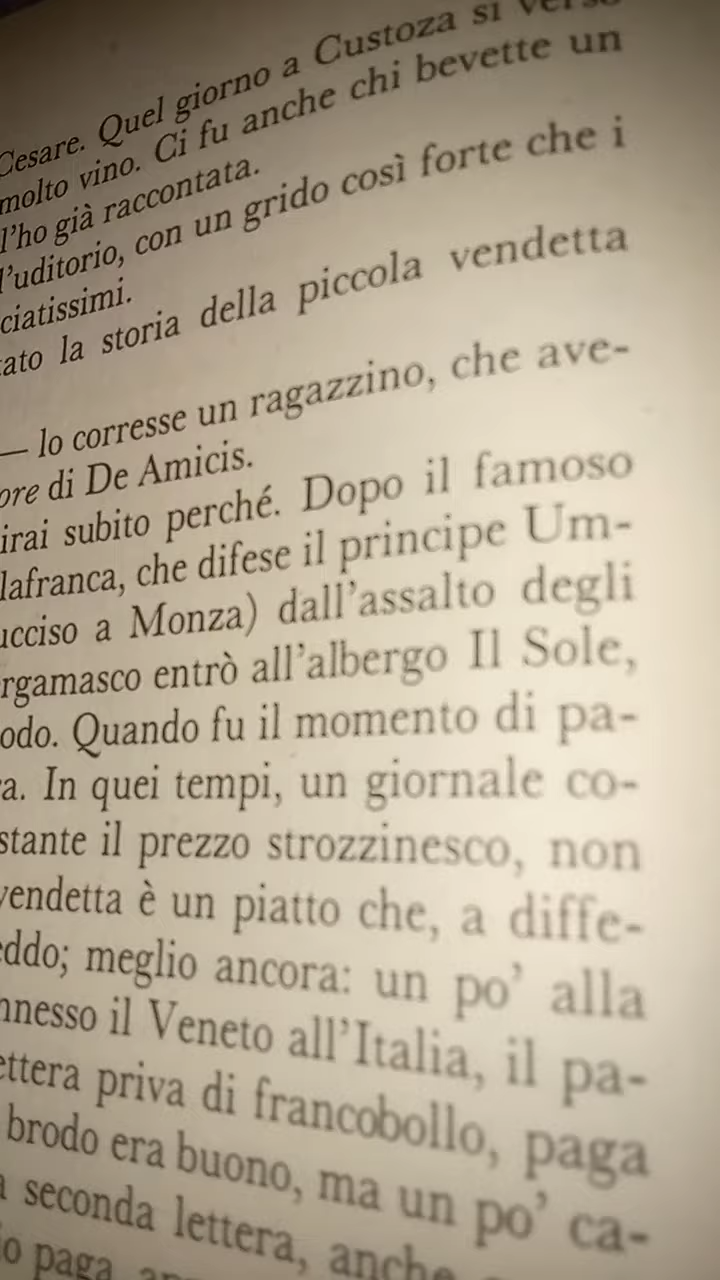 Cesare. Quel giorno a Custoza si versò
molto vino. Ci fu anche chi bevette un
l'ho già raccontata.
l'uditorio, con un grido così forte che i
ciatissimi.
ato la storia della piccola vendetta
— lo corresse un ragazzino, che ave-
ore di De Amicis.
irai subito perché. Dopo il famoso
lafranca, che difese il principe Um-
ucciso a Monza) dall'assalto degli
rgamasco entrò all'albergo Il Sole,
odo. Quando fu il momento di pa-
a. In quei tempi, un giornale co-
stante il prezzo strozzinesco, non
vendetta è un piatto che, a diffe-
eddo; meglio ancora: un po' alla
nnesso il Veneto all'Italia, il pa-
ettera priva di francobollo, paga
brodo era buono, ma un po' ca-
a seconda lettera, anche
io paga